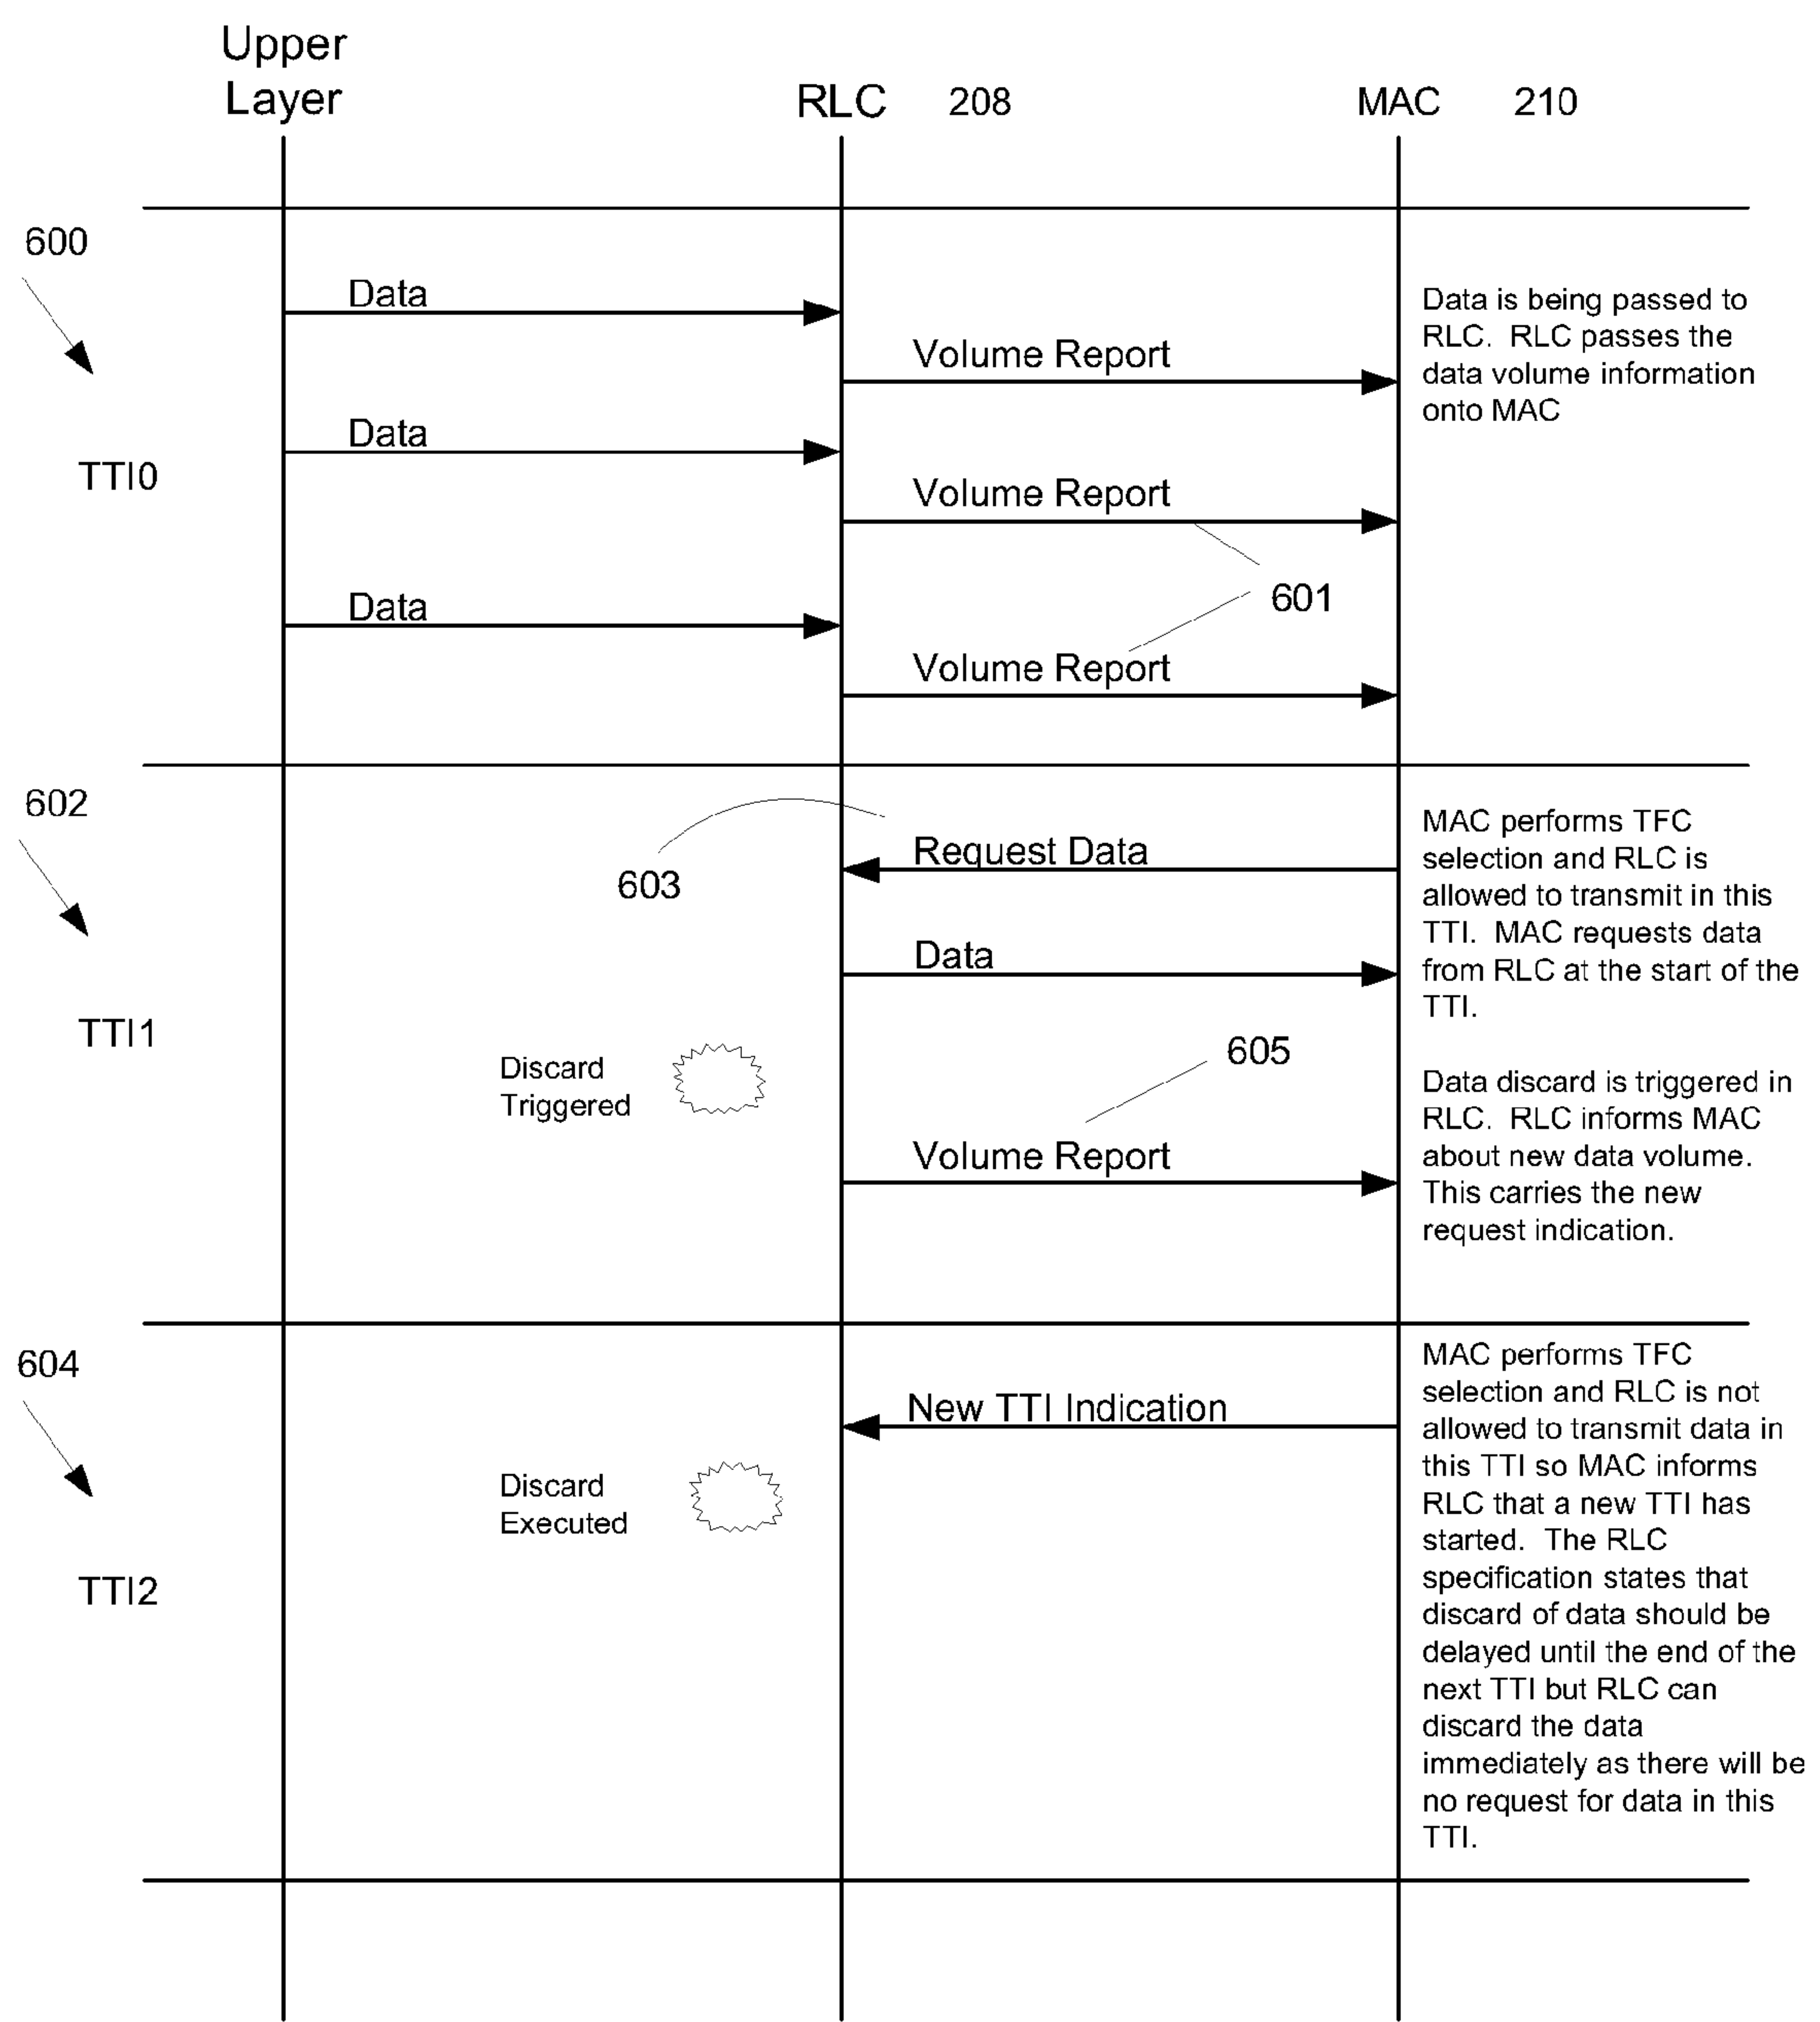 Upper
Layer
RLC 208
MAC 210
600
Data
Volume Report
Data is being passed to
RLC. RLC passes the
data volume information
onto MAC
Data
TTI0
Volume Report
601
Data
Volume Report
602
603
Request Data
MAC performs TFC
selection and RLC is
allowed to transmit in this
TTI. MAC requests data
from RLC at the start of the
TTI.
Data
TTI1
Discard
Triggered
605
Volume Report
Data discard is triggered in
RLC. RLC informs MAC
about new data volume.
This carries the new
request indication.
604
New TTI Indication
MAC performs TFC
selection and RLC is not
allowed to transmit data in
this TTI so MAC informs
RLC that a new TTI has
started. The RLC
specification states that
discard of data should be
delayed until the end of the
next TTI but RLC can
discard the data
immediately as there will be
no request for data in this
TTI.
Discard
Executed
TTI2